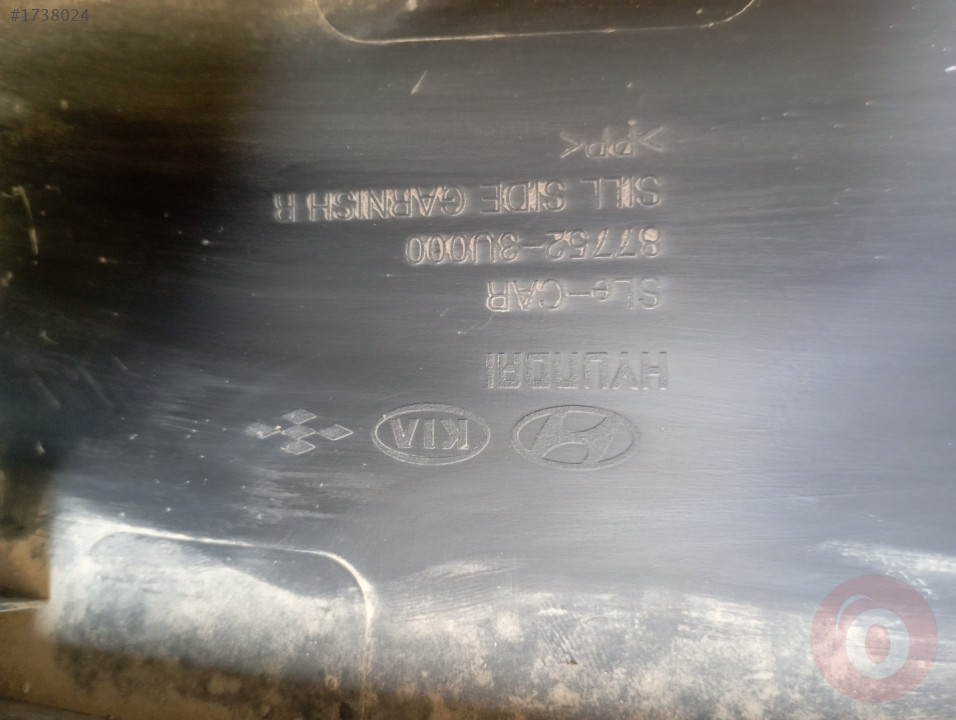 #1738024
KIA
HYUNDAI
SLe-CAR
87752-3U000
SILL SIDE GARNISH R
>PP<